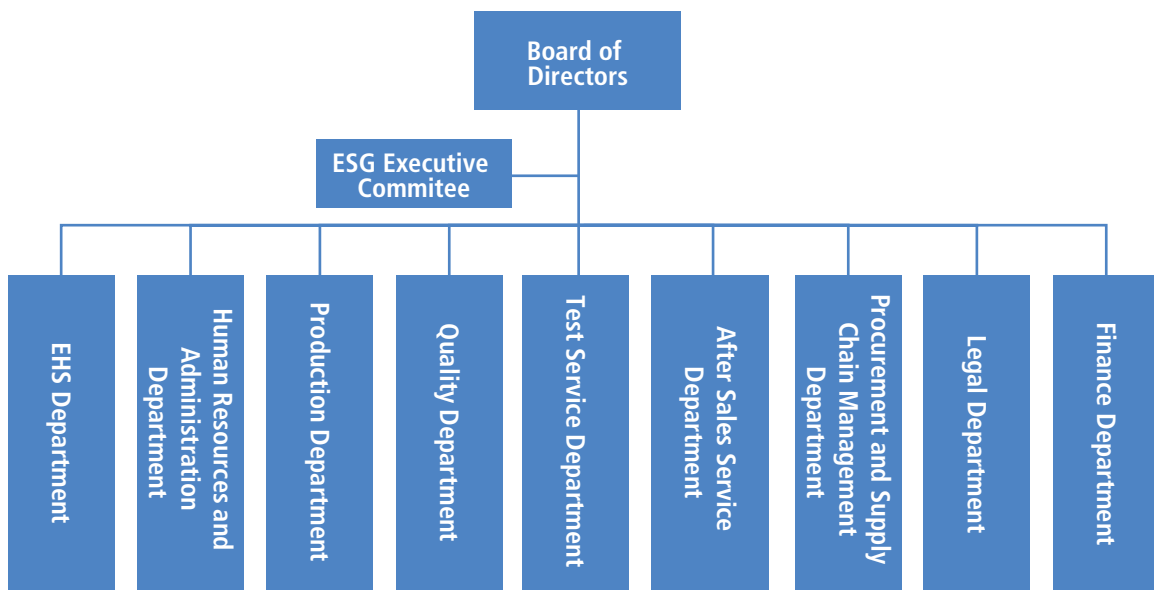 Board of
Directors
ESG Executive
Commitee
EHS Department
Human Resources and
Administration
Department
Production Department
Quality Department
Test Service Department
After Sales Service
Department
Procurement and Supply
Chain Management
Department
Legal Department
Finance Department